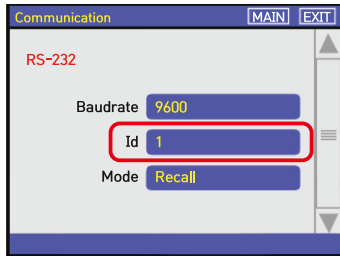 Communication MAIN EXIT
RS-232
Baudrate 9600
Id 1
Mode Recall